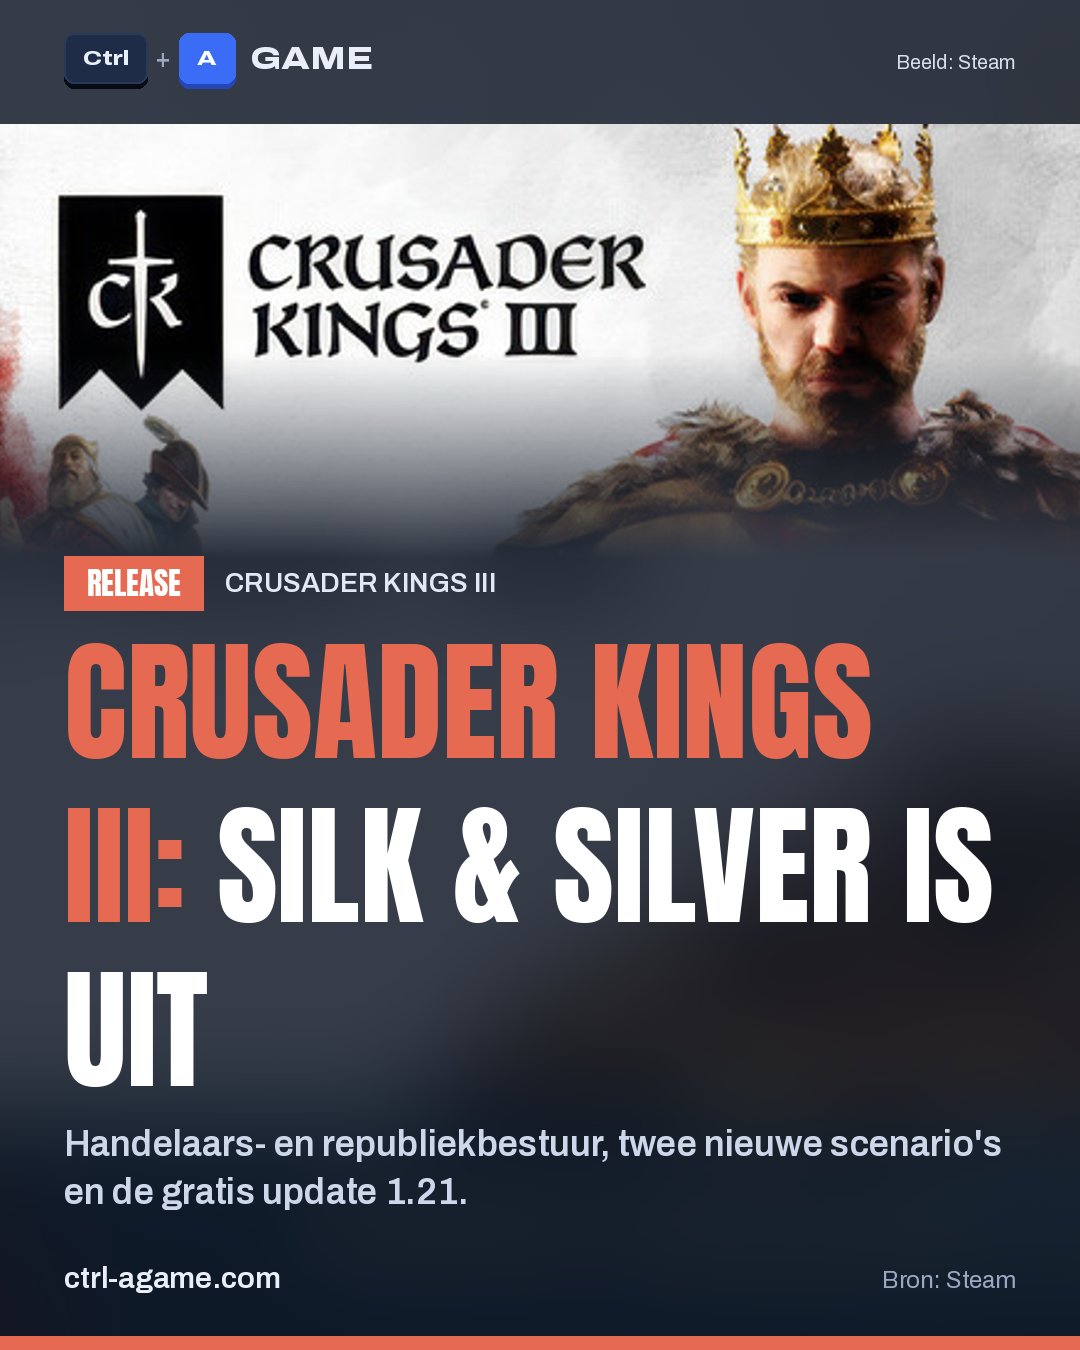 Ctrl + A GAME
Beeld: Steam
CK
CRUSADER
KINGS III
RELEASE CRUSADER KINGS III
CRUSADER KINGS
III: SILK & SILVER IS
UIT
Handelaars- en republiekbestuur, twee nieuwe scenario's
en de gratis update 1.21.
ctrl-agame.com
Bron: Steam